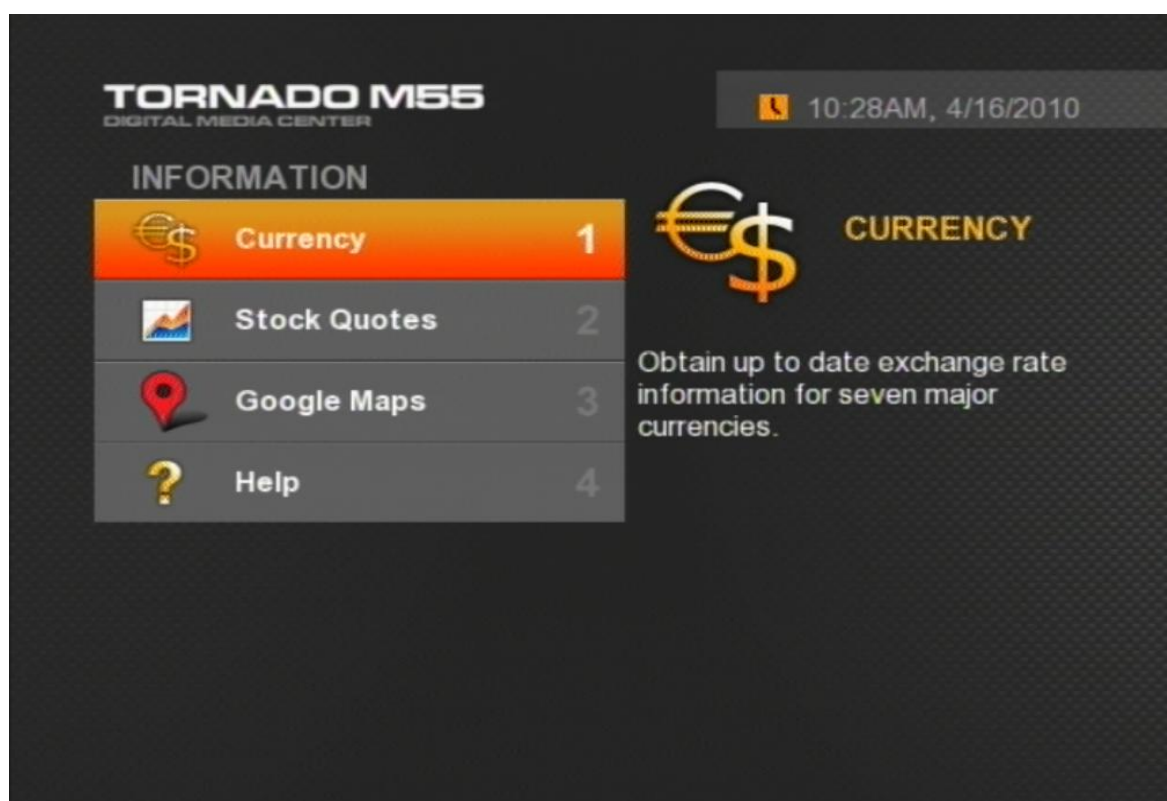 TORNADO M55
DIGITAL MEDIA CENTER
10:28AM, 4/16/2010
INFORMATION
Currency 1
Stock Quotes 2
Google Maps 3
Help 4
CURRENCY
Obtain up to date exchange rate
information for seven major
currencies.